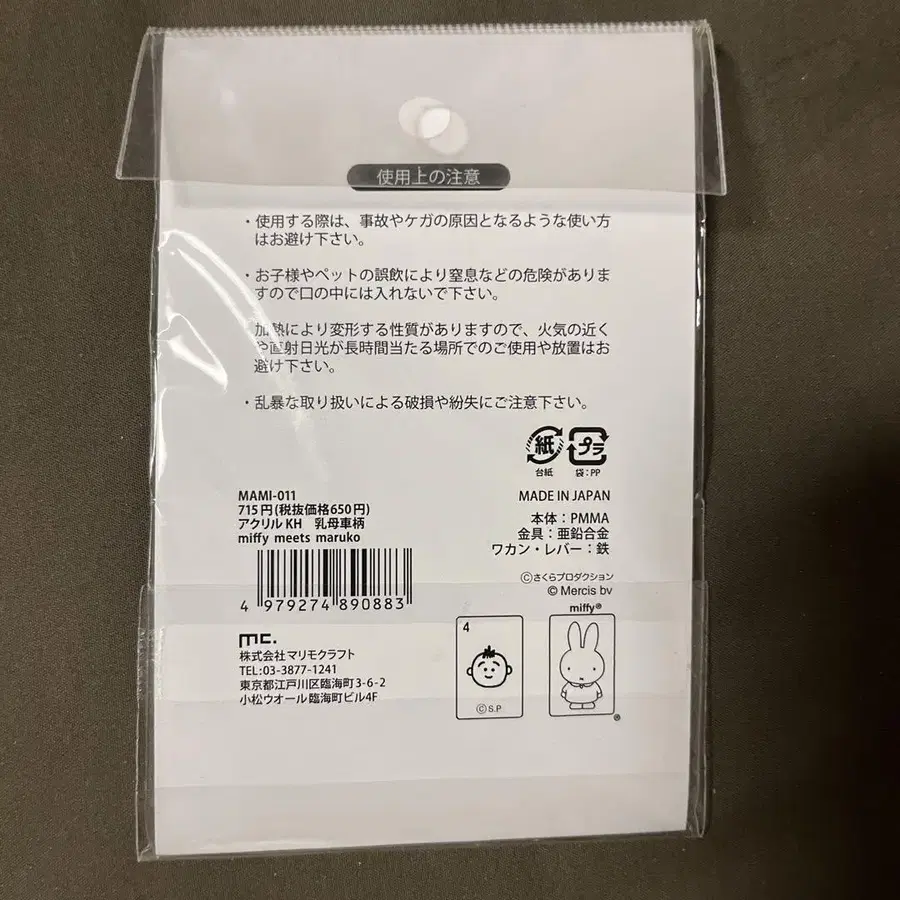 使用上の注意
・使用する際は、事故やケガの原因となるような使い方
はお避け下さい。
・お子様やペットの誤飲により窒息などの危険がありま
すので口の中には入れないで下さい。
加熱により変形する性質がありますので、火気の近く
や直射日光が長時間当たる場所でのご使用や放置はお
避け下さい。
・乱暴な取り扱いによる破損や紛失にご注意下さい。
紙 プラ
台紙 袋:PP
MAMI-011
715円(税抜価格650円)
アクリルKH 乳母車柄
miffy meets maruko
4 979274 890883
MADE IN JAPAN
本体:PMMA
金具:亜鉛合金
ワカン・レバー:鉄
©さくらプロダクション
© Mercis bv
mc.
株式会社マリモクラフト
TEL:03-3877-1241
東京都江戸川区臨海町3-6-2
小松ウオール臨海町ビル4F
4
©S.P
miffy®
®